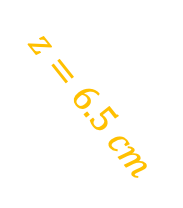 z = 6.5 cm